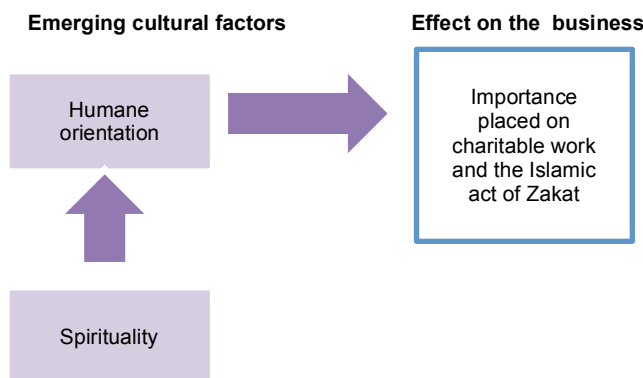 Emerging cultural factors
Effect on the business
Humane
orientation
Importance
placed on
charitable work
and the Islamic
act of Zakat
Spirituality